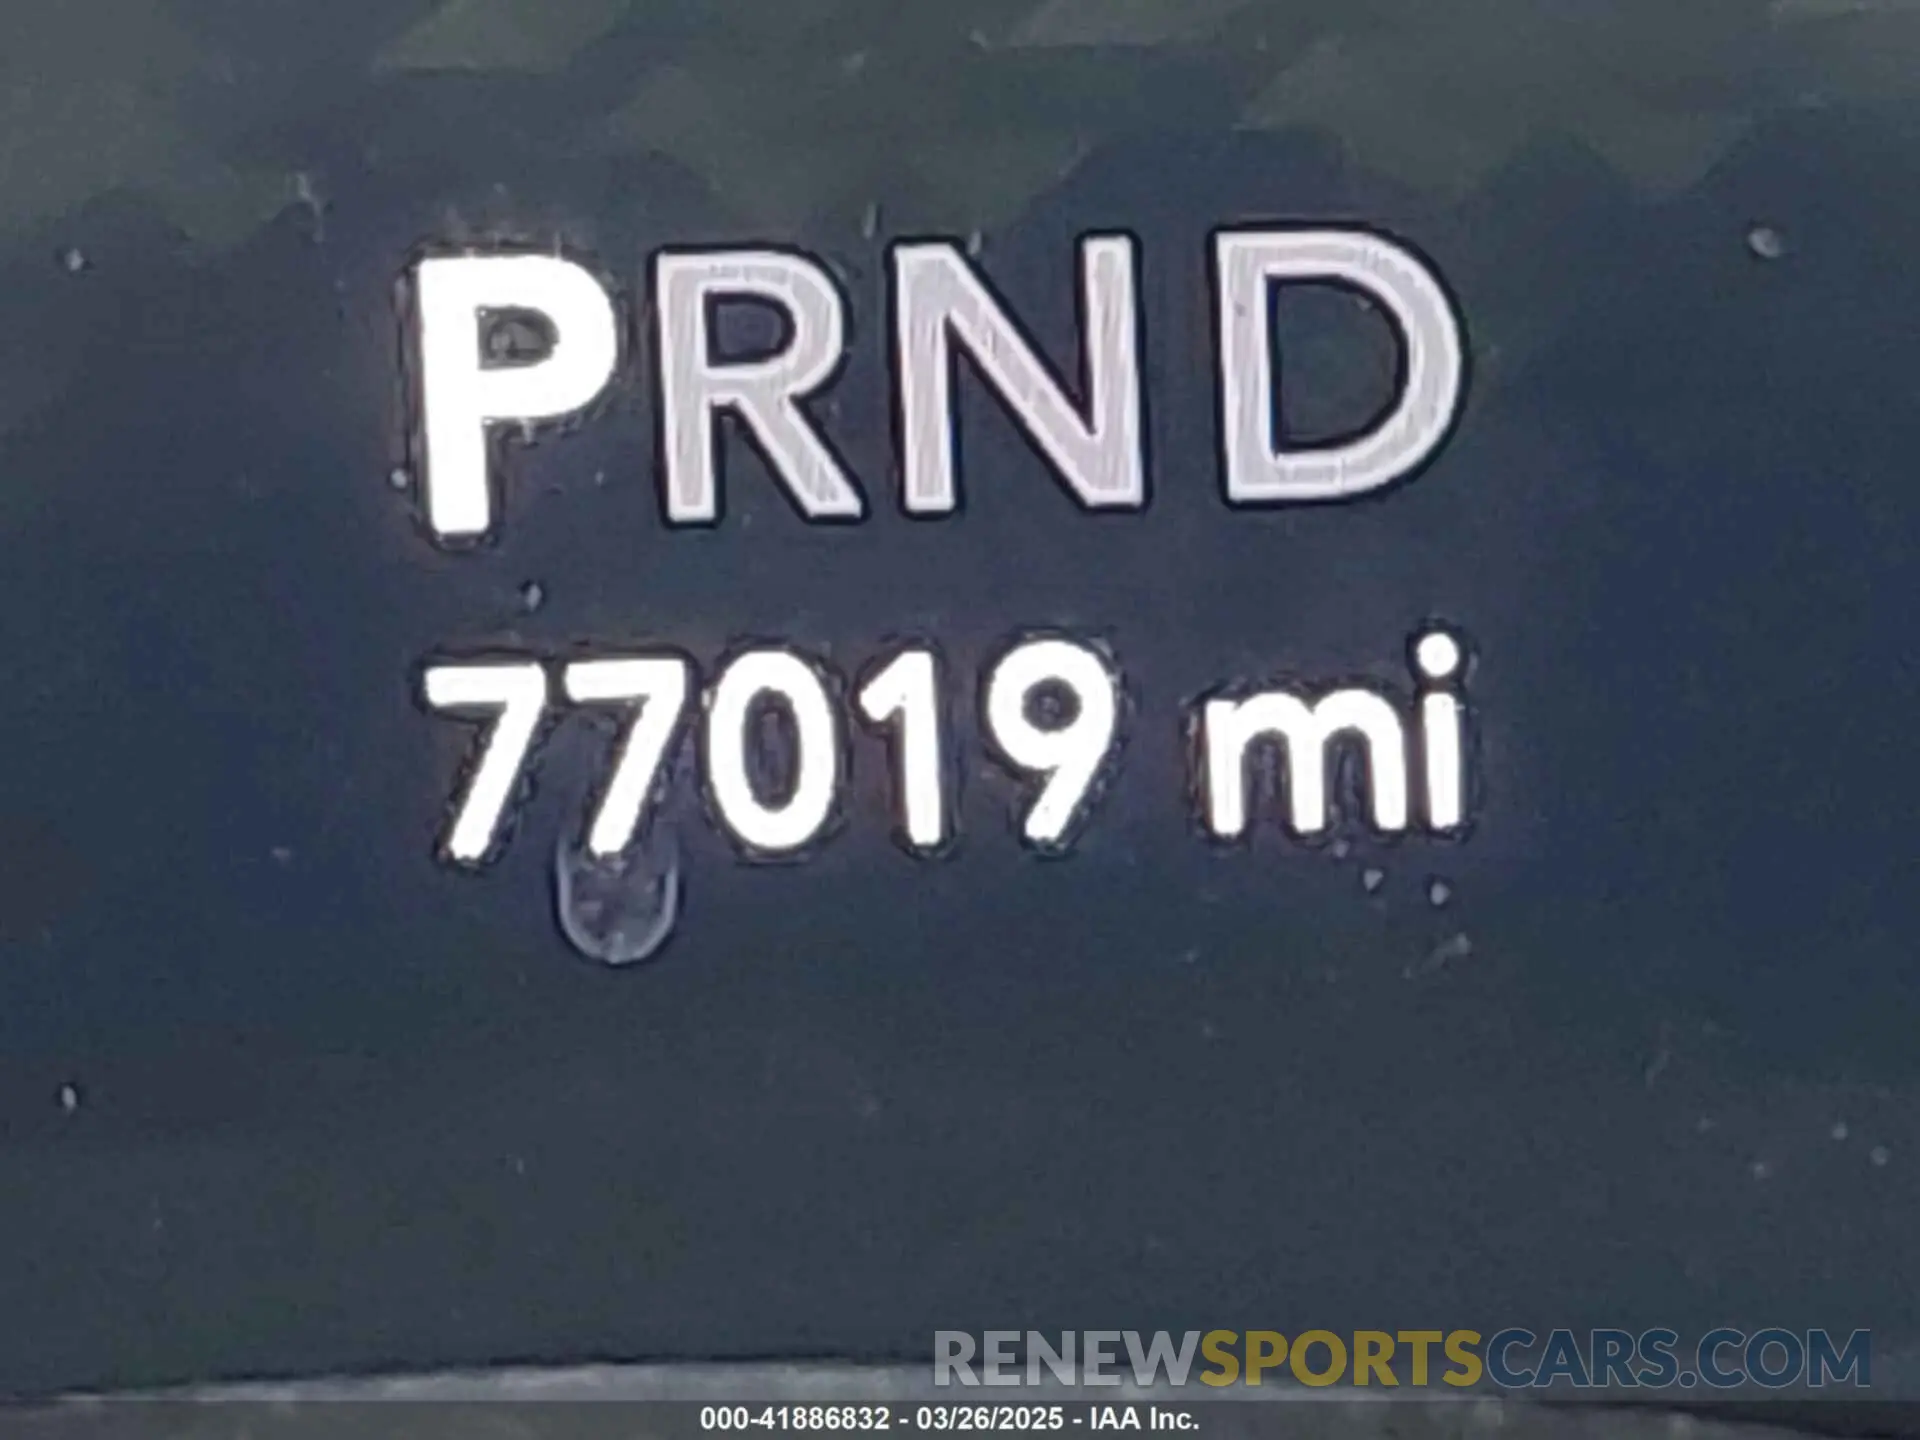 PRND
77019 mi
RENEWSPORTSCARS.COM
000-41886832 - 03/26/2025 - IAA Inc.